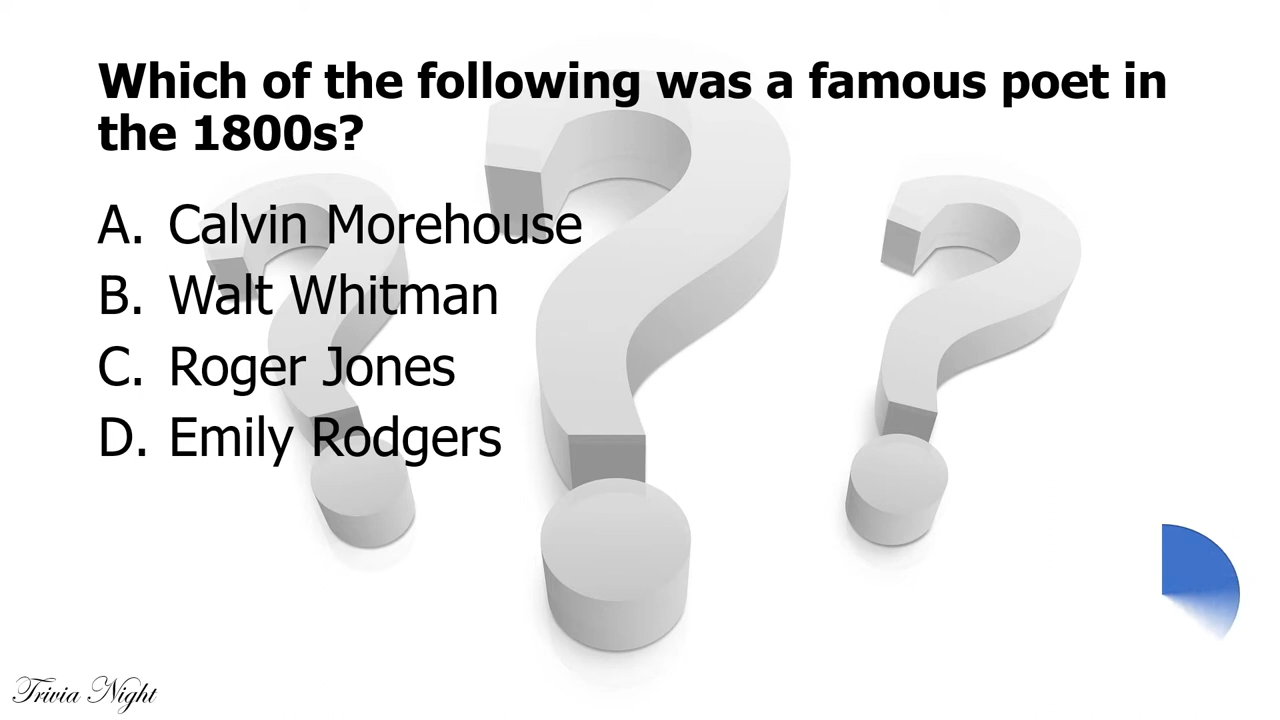 Which of the following was a famous poet in
the 1800s?
A. Calvin Morehouse
B. Walt Whitman
C. Roger Jones
D. Emily Rodgers
Trivia Night